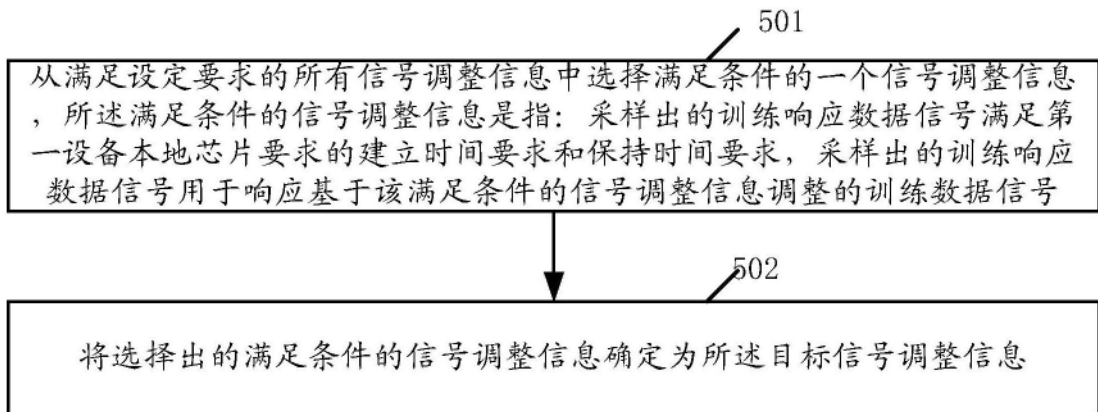 501
从满足设定要求的所有信号调整信息中选择满足条件的一个信号调整信息
，所述满足条件的信号调整信息是指：采样出的训练响应数据信号满足第
一设备本地芯片要求的建立时间要求和保持时间要求，采样出的训练响应
数据信号用于响应基于该满足条件的信号调整信息调整的训练数据信号
502
将选择出的满足条件的信号调整信息确定为所述目标信号调整信息